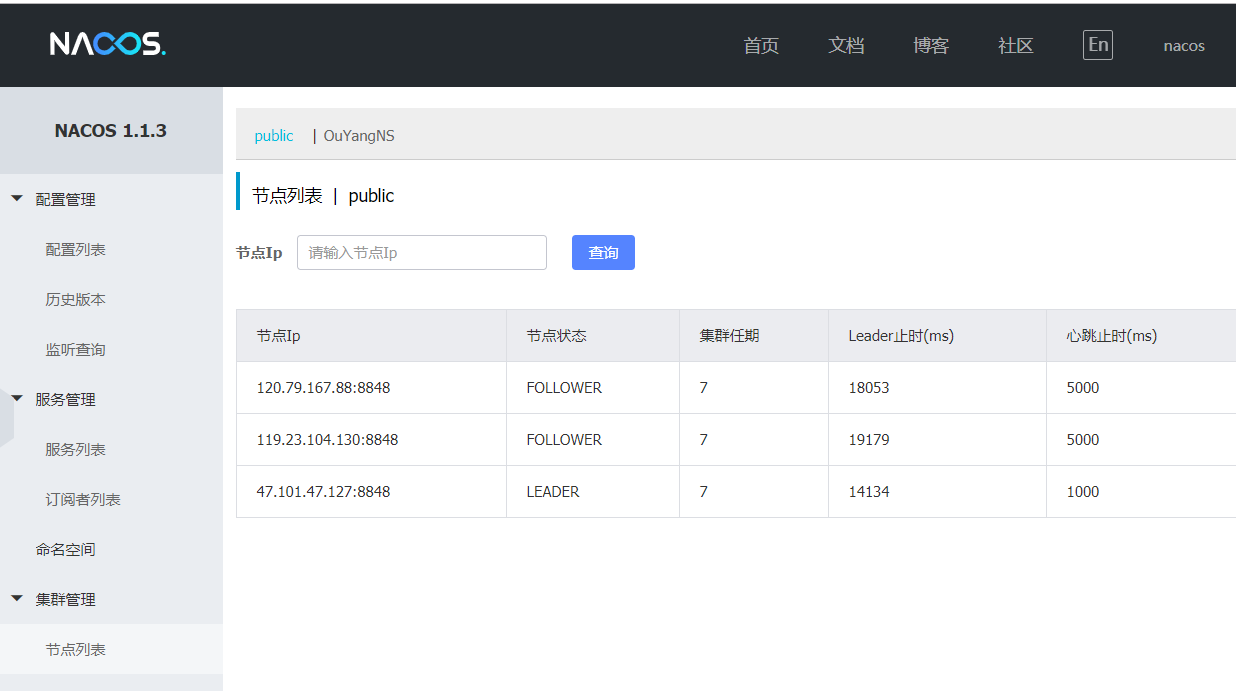 NACOS.
首页 文档 博客 社区 En nacos
NACOS 1.1.3
配置管理
配置列表
历史版本
监听查询
服务管理
服务列表
订阅者列表
命名空间
集群管理
节点列表
public | OuYangNS
节点列表 | public
节点Ip 请输入节点Ip 查询
节点Ip 节点状态 集群任期 Leader止时(ms) 心跳止时(ms)
120.79.167.88:8848 FOLLOWER 7 18053 5000
119.23.104.130:8848 FOLLOWER 7 19179 5000
47.101.47.127:8848 LEADER 7 14134 1000